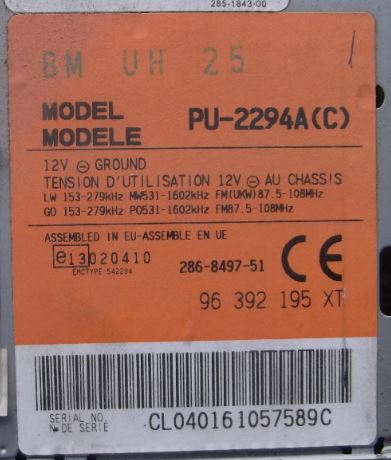 285-1843-00
BM UH 25
MODEL
MODELE PU-2294A(C)
12V ⊖ GROUND
TENSION D'UTILISATION 12V ⊖ AU CHASSIS
LW 153-279kHz MW531-1602kHz FM(UKW)87.5-108MHz
GO 153-279kHz PO531-1602kHz FM87.5-108MHz
ASSEMBLED IN EU-ASSEMBLE EN UE
e13 020410
EMCTYPE:542294
286-8497-51
CE
96 392 195 XT
SERIAL NO.
№ DE SERIE
CL040161057589C